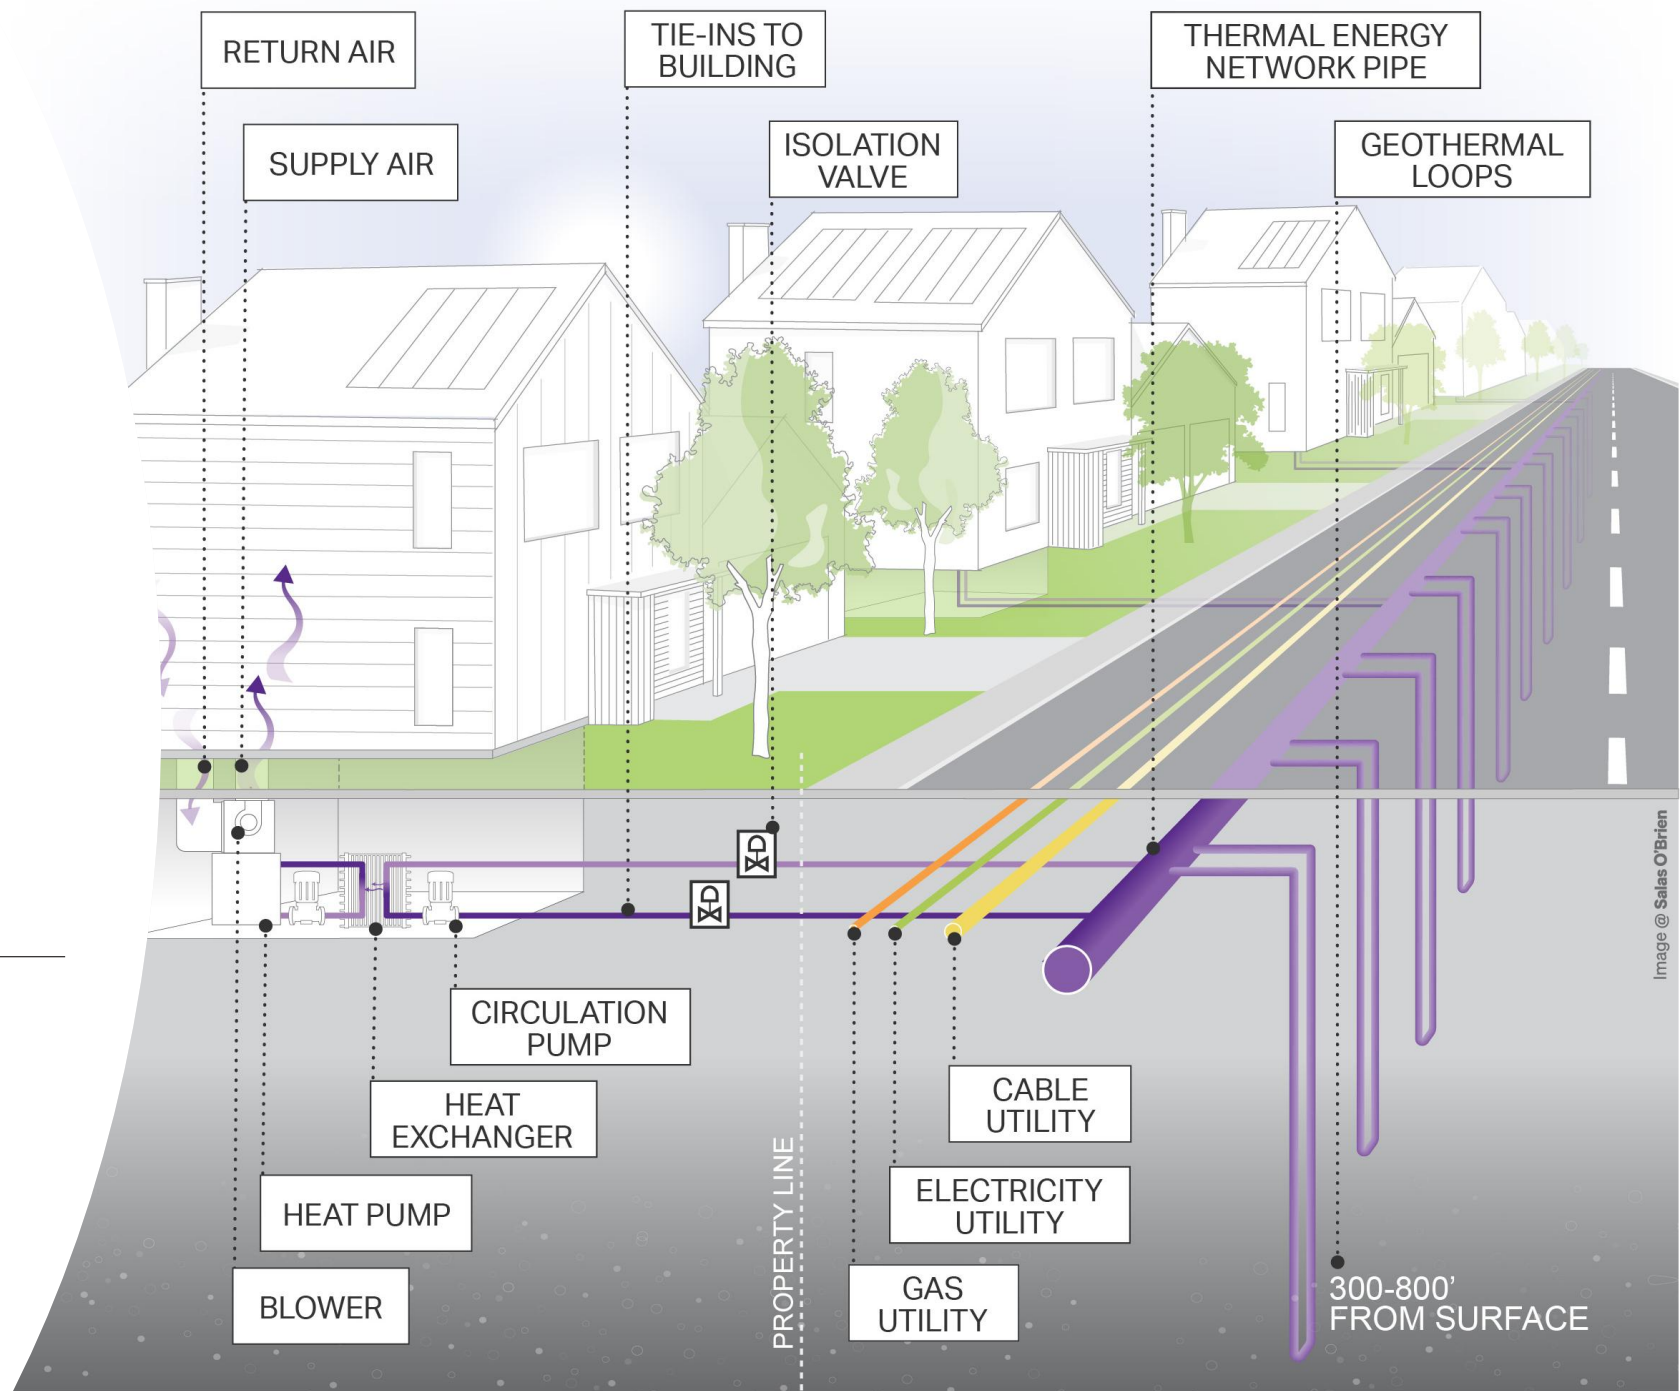 RETURN AIR
TIE-INS TO
BUILDING
THERMAL ENERGY
NETWORK PIPE
SUPPLY AIR
ISOLATION
VALVE
GEOTHERMAL
LOOPS
Image @ Salas O'Brien
CIRCULATION
PUMP
HEAT
EXCHANGER
HEAT PUMP
BLOWER
PROPERTY LINE
CABLE
UTILITY
ELECTRICITY
UTILITY
GAS
UTILITY
300-800'
FROM SURFACE